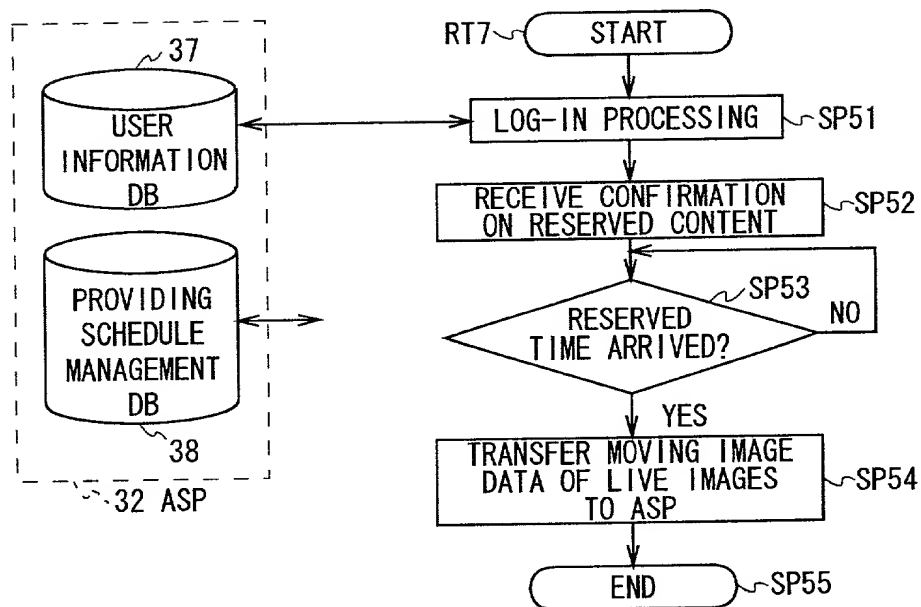 37
USER
INFORMATION
DB
PROVIDING
SCHEDULE
MANAGEMENT
DB
38
32 ASP
RT7
START
LOG-IN PROCESSING
SP51
RECEIVE CONFIRMATION
ON RESERVED CONTENT
SP52
SP53
RESERVED
TIME ARRIVED?
NO
YES
TRANSFER MOVING IMAGE
DATA OF LIVE IMAGES
TO ASP
SP54
END
SP55